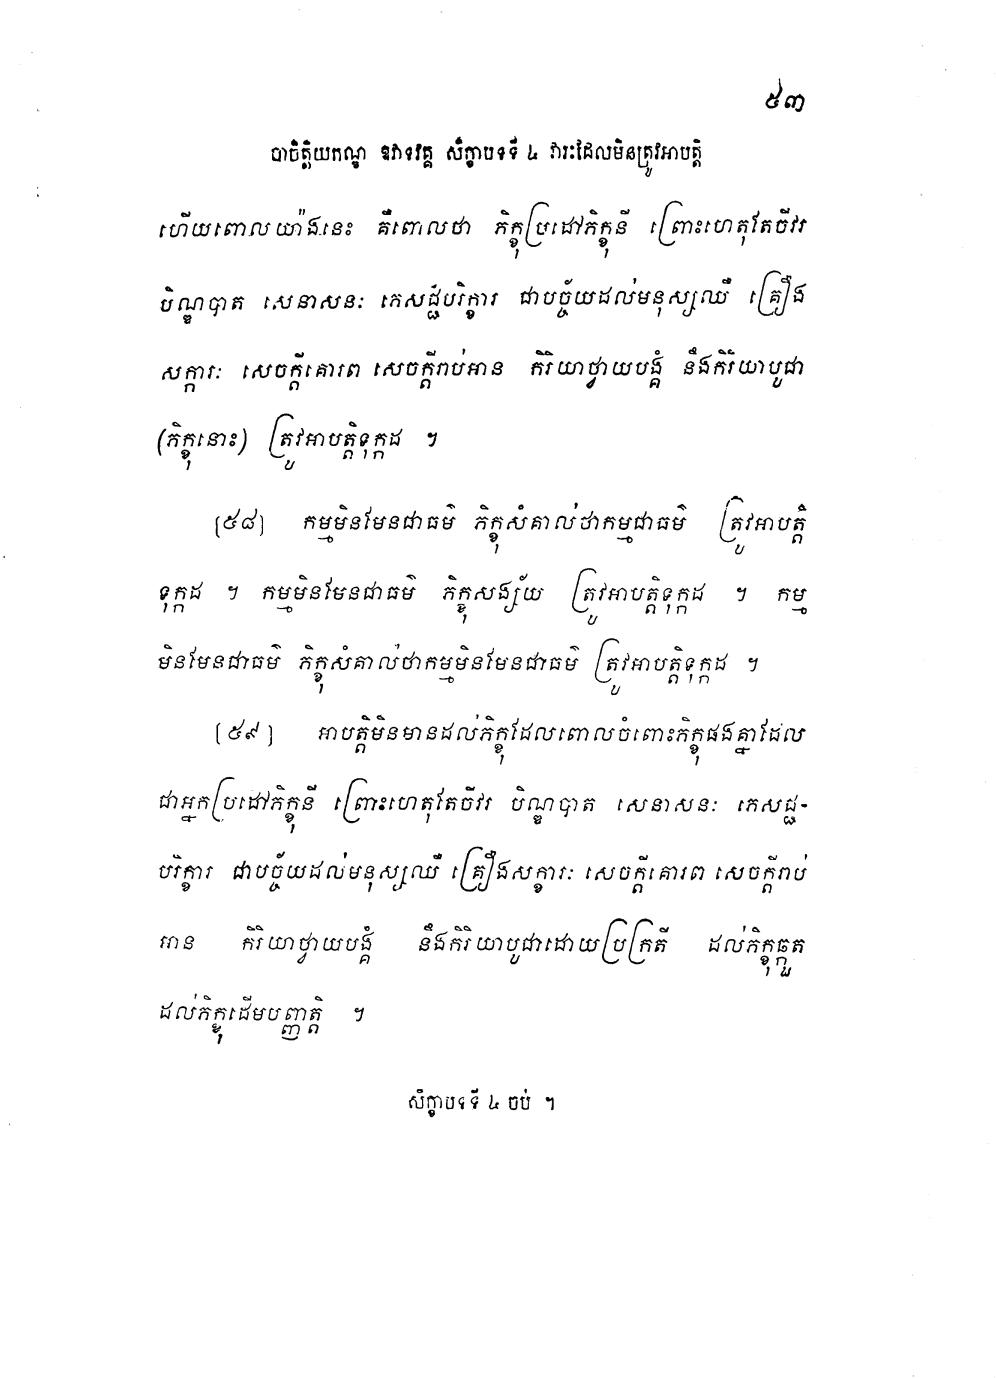 ៥៣
បាចិត្តិយកណ្ឌ ឱវាទវគ្គ សិក្ខាបទទី ៤ វារៈដែលមិនត្រូវអាបត្តិ
ហើយពោលយ៉ាងនេះ គឺពោលថា ភិក្ខុប្រដៅភិក្ខុនី ព្រោះហេតុតែចីវរ
បិណ្ឌបាត សេនាសនៈ ភេសជ្ជបរិក្ខារ ជាបច្ច័យដល់មនុស្សឈឺ គ្រឿង
សក្ការៈ សេចក្តីគោរព សេចក្តីរាប់អាន កិរិយាថ្វាយបង្គំ នឹងកិរិយាបូជា
(ភិក្ខុនោះ) ត្រូវអាបត្តិទុក្កដ ។
[៥៨] កម្មមិនមែនជាធម៌ ភិក្ខុសំគាល់ថាកម្មជាធម៌ ត្រូវអាបត្តិ
ទុក្កដ ។ កម្មមិនមែនជាធម៌ ភិក្ខុសង្ស័យ ត្រូវអាបត្តិទុក្កដ ។ កម្ម
មិនមែនជាធម៌ ភិក្ខុសំគាល់ថាកម្មមិនមែនជាធម៌ ត្រូវអាបត្តិទុក្កដ ។
[៥៩] អាបត្តិមិនមានដល់ភិក្ខុដែលពោលចំពោះភិក្ខុផងគ្នាដែល
ជាអ្នកប្រដៅភិក្ខុនី ព្រោះហេតុតែចីវរ បិណ្ឌបាត សេនាសនៈ ភេសជ្ជ-
បរិក្ខារ ជាបច្ច័យដល់មនុស្សឈឺ គ្រឿងសក្ខារៈ សេចក្តីគោរព សេចក្តីរាប់
អាន កិរិយាថ្វាយបង្គំ នឹងកិរិយាបូជាដោយប្រក្រតី ដល់ភិក្ខុឆ្កួត
ដល់ភិក្ខុដើមបញ្ញត្តិ ។
សិក្ខាបទទី ៤ ចប់ ។